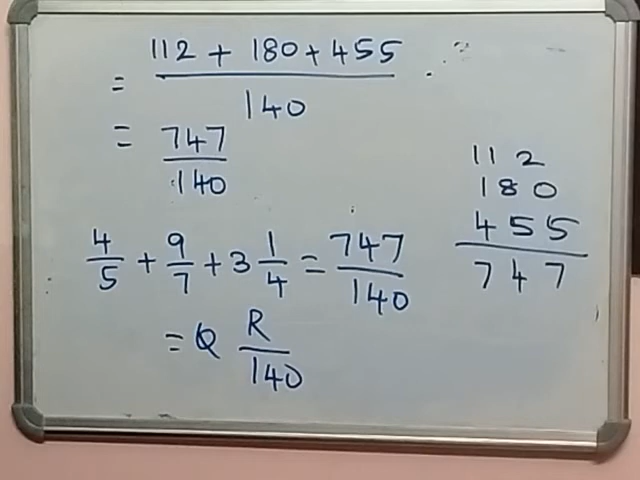 = 112 + 180 + 455 / 140
= 747 / 140
4/5 + 9/7 + 3 1/4 = 747/140
= Q R/140
112
180
455
747